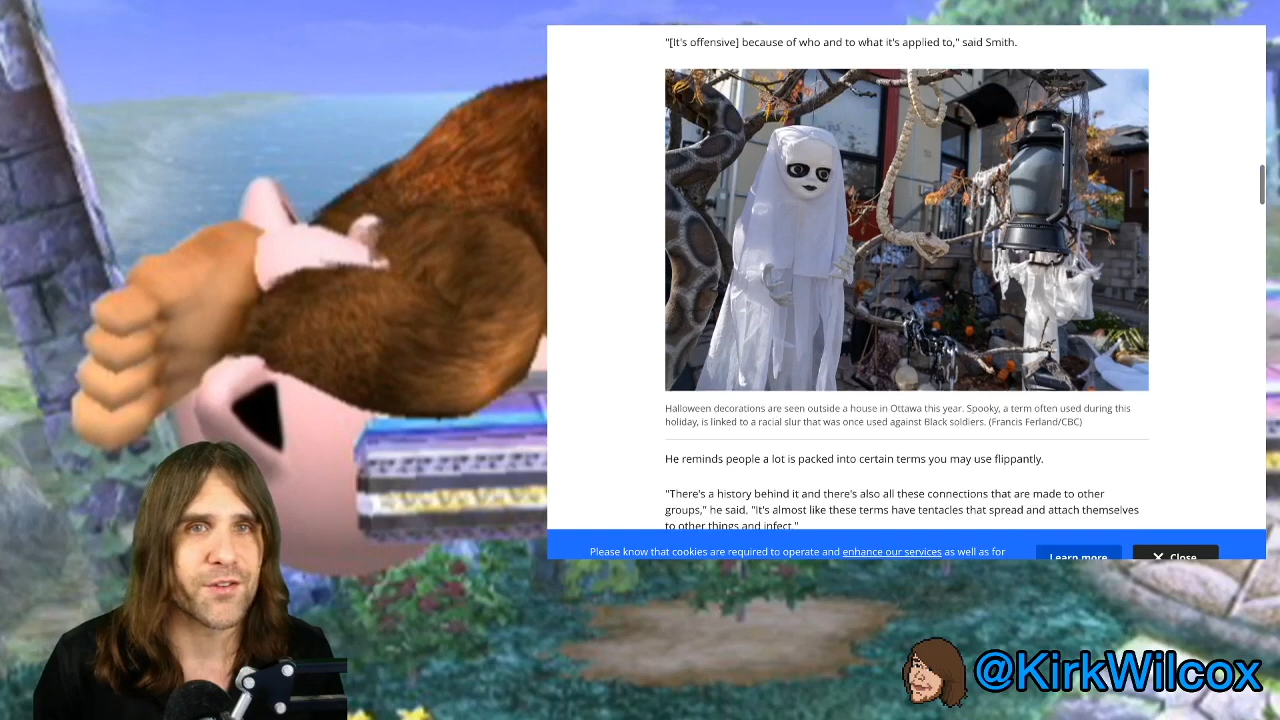 "[It's offensive] because of who and to what it's applied to," said Smith.
Halloween decorations are seen outside a house in Ottawa this year. Spooky, a term often used during this
holiday, is linked to a racial slur that was once used against Black soldiers. (Francis Ferland/CBC)
He reminds people a lot is packed into certain terms you may use flippantly.
"There's a history behind it and there's also all these connections that are made to other
groups," he said. "It's almost like these terms have tentacles that spread and attach themselves
to other things and infect."
Please know that cookies are required to operate and enhance our services as well as for
Learn more
Close
@KirkWilcox